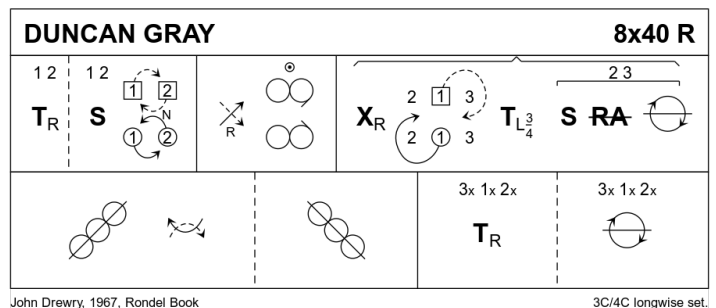 DUNCAN GRAY 8x40 R
1 2 1 2 2 3
T R S 1 2 N 1 2 R X R 2 1 3 2 1 3 T L 3/4 S RA
3x 1x 2x 3x 1x 2x
T R
John Drewry, 1967, Rondel Book 3C/4C longwise set.